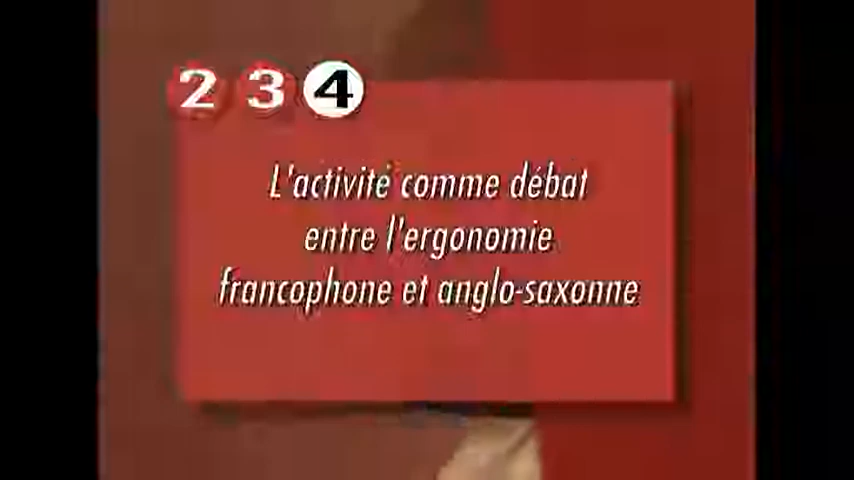 2 3 4
L'activité comme débat
entre l'ergonomie
francophone et anglo-saxonne